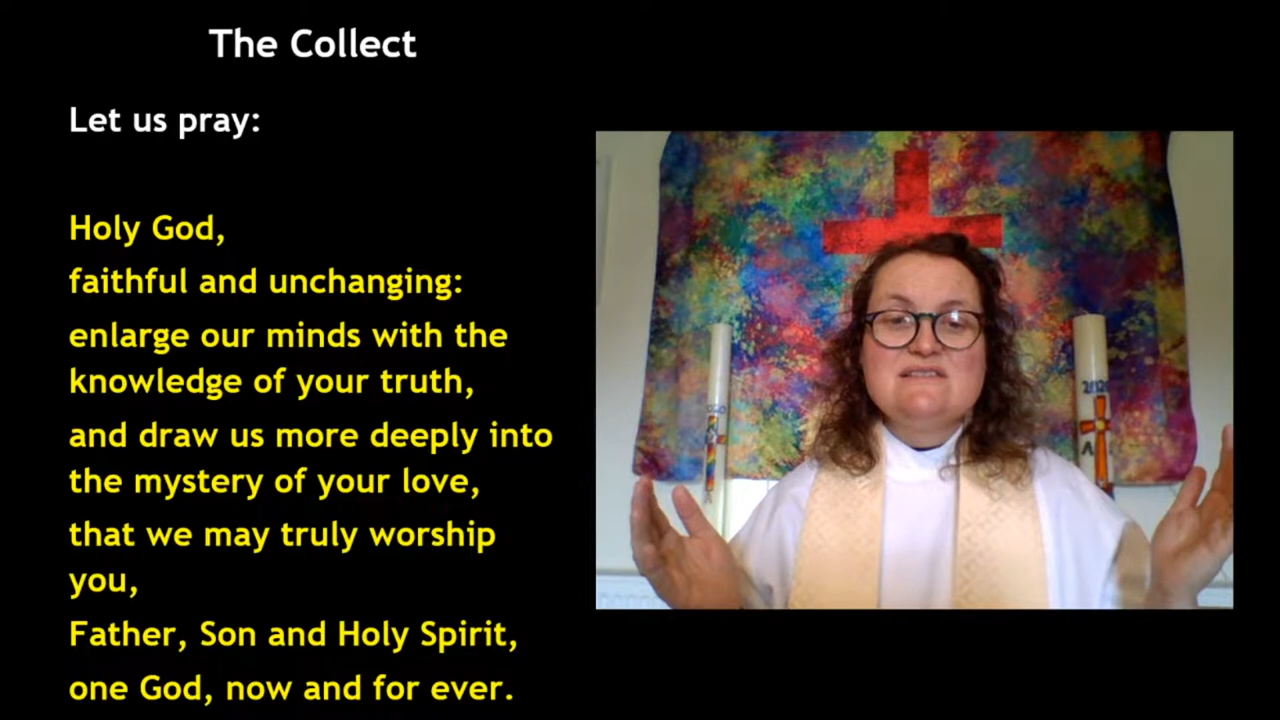 The Collect
Let us pray:
Holy God,
faithful and unchanging:
enlarge our minds with the
knowledge of your truth,
and draw us more deeply into
the mystery of your love,
that we may truly worship
you,
Father, Son and Holy Spirit,
one God, now and for ever.